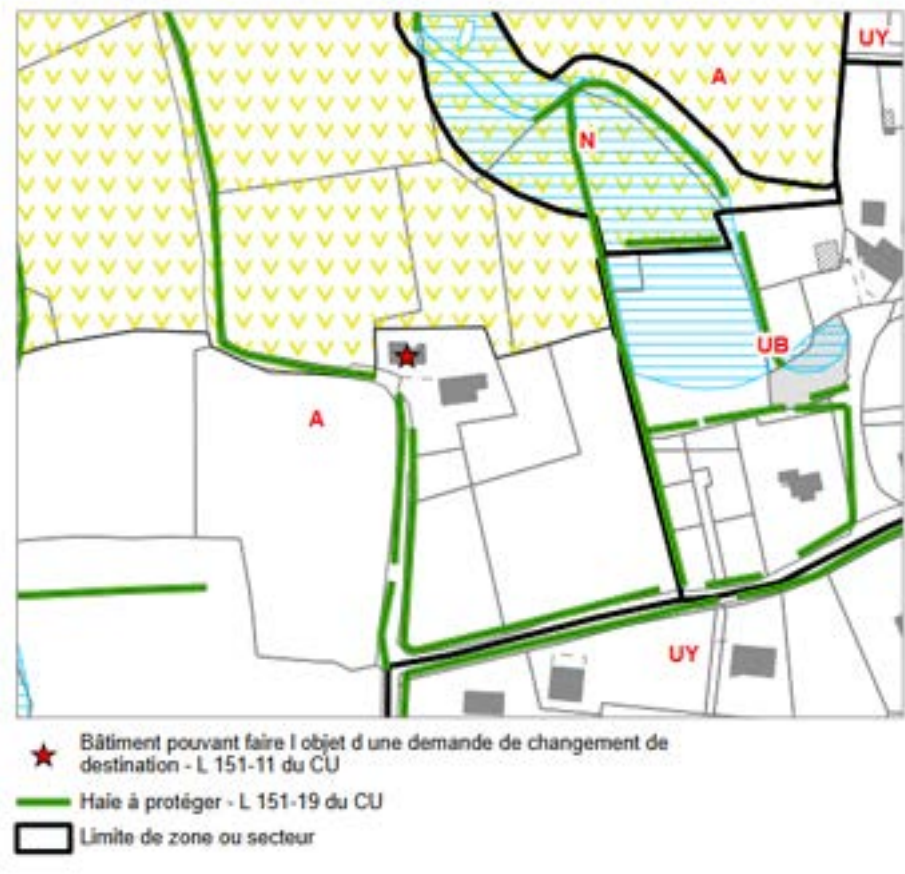 UY
A
N
UB
A
UY
Bâtiment pouvant faire l objet d une demande de changement de
destination - L 151-11 du CU
Haie à protéger - L 151-19 du CU
Limite de zone ou secteur